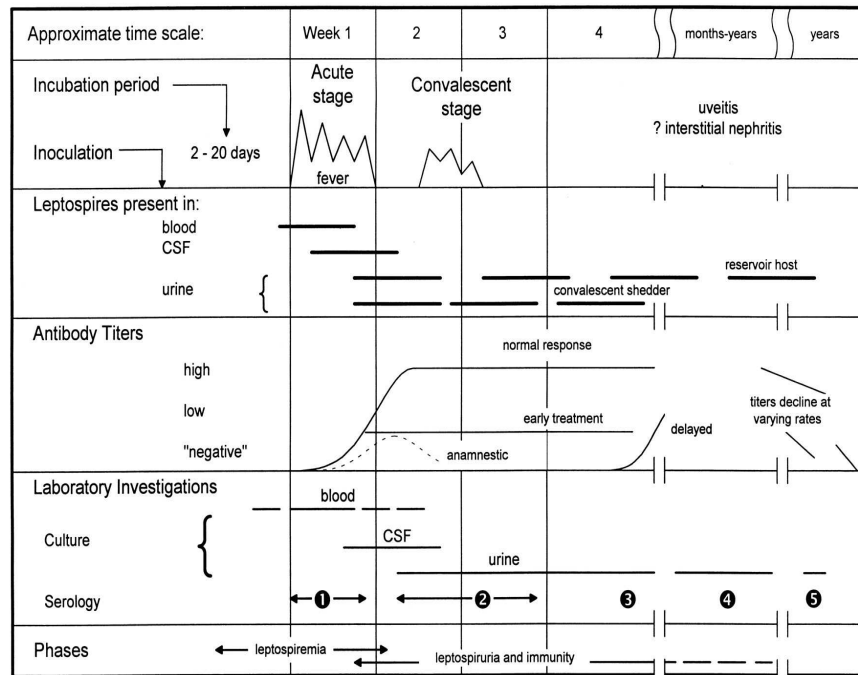 Approximate time scale: Week 1 2 3 4 months-years years
Incubation period
Acute
stage
Convalescent
stage
uveitis
? interstitial nephritis
Inoculation 2 - 20 days
fever
Leptospires present in:
blood
CSF
urine {
reservoir host
convalescent shedder
Antibody Titers
normal response
high
low
early treatment
delayed
titers decline at
varying rates
"negative"
anamnestic
Laboratory Investigations
blood
Culture {
CSF
urine
Serology ❶ ❷ ❸ ❹ ❺
Phases
leptospiremia
leptospiruria and immunity